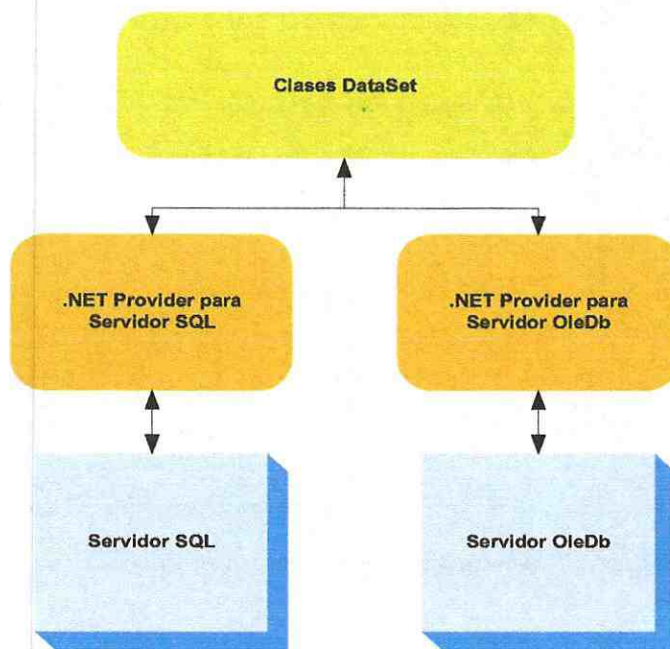 Clases DataSet
.NET Provider para
Servidor SQL
.NET Provider para
Servidor OleDb
Servidor SQL
Servidor OleDb